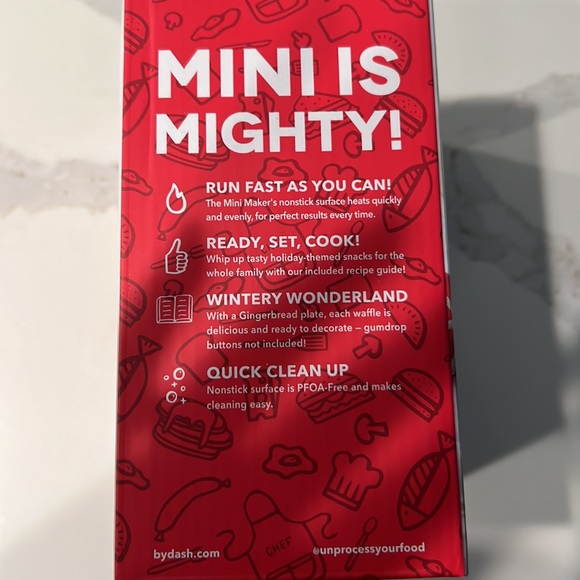 MINI IS
MIGHTY!
RUN FAST AS YOU CAN!
The Mini Maker's nonstick surface heats quickly
and evenly, for perfect results every time.
READY, SET, COOK!
Whip up tasty holiday-themed snacks for the
whole family with our included recipe guide!
WINTERY WONDERLAND
With a Gingerbread plate, each waffle is
delicious and ready to decorate – gumdrop
buttons not included!
QUICK CLEAN UP
Nonstick surface is PFOA-Free and makes
cleaning easy.
CHEF
bydash.com
@unprocessyourfood